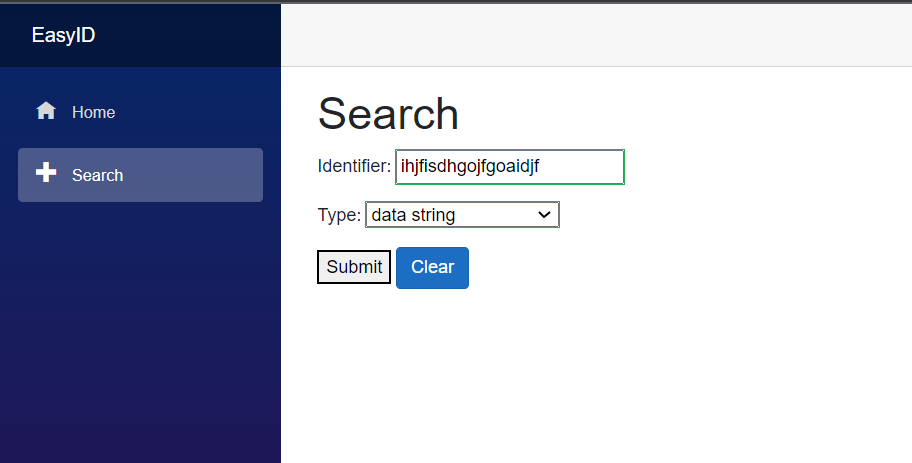 EasyID
Home
Search
Search
Identifier: ihjfisdhgojfgoaidjf
Type: data string
Submit Clear